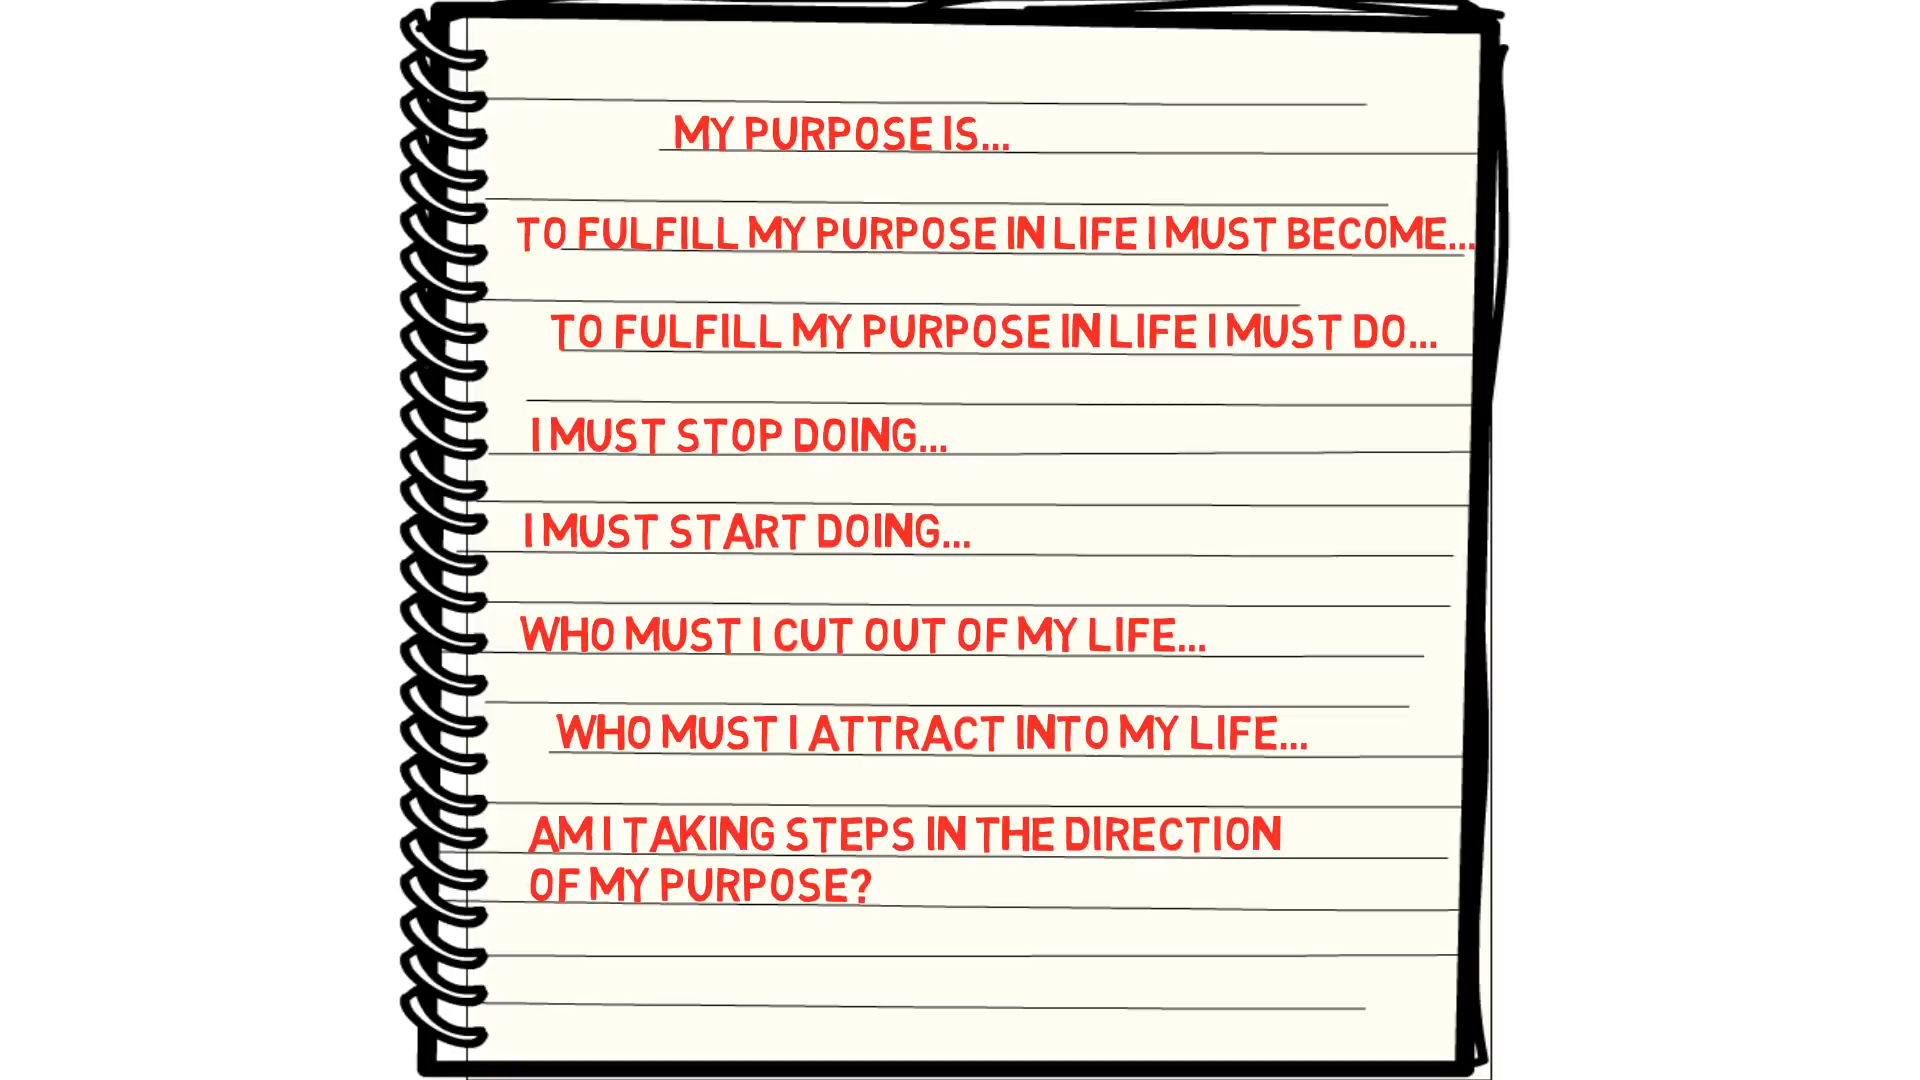 MY PURPOSE IS...
TO FULFILL MY PURPOSE IN LIFE I MUST BECOME...
TO FULFILL MY PURPOSE IN LIFE I MUST DO...
I MUST STOP DOING...
I MUST START DOING...
WHO MUST I CUT OUT OF MY LIFE...
WHO MUST I ATTRACT INTO MY LIFE...
AM I TAKING STEPS IN THE DIRECTION
OF MY PURPOSE?